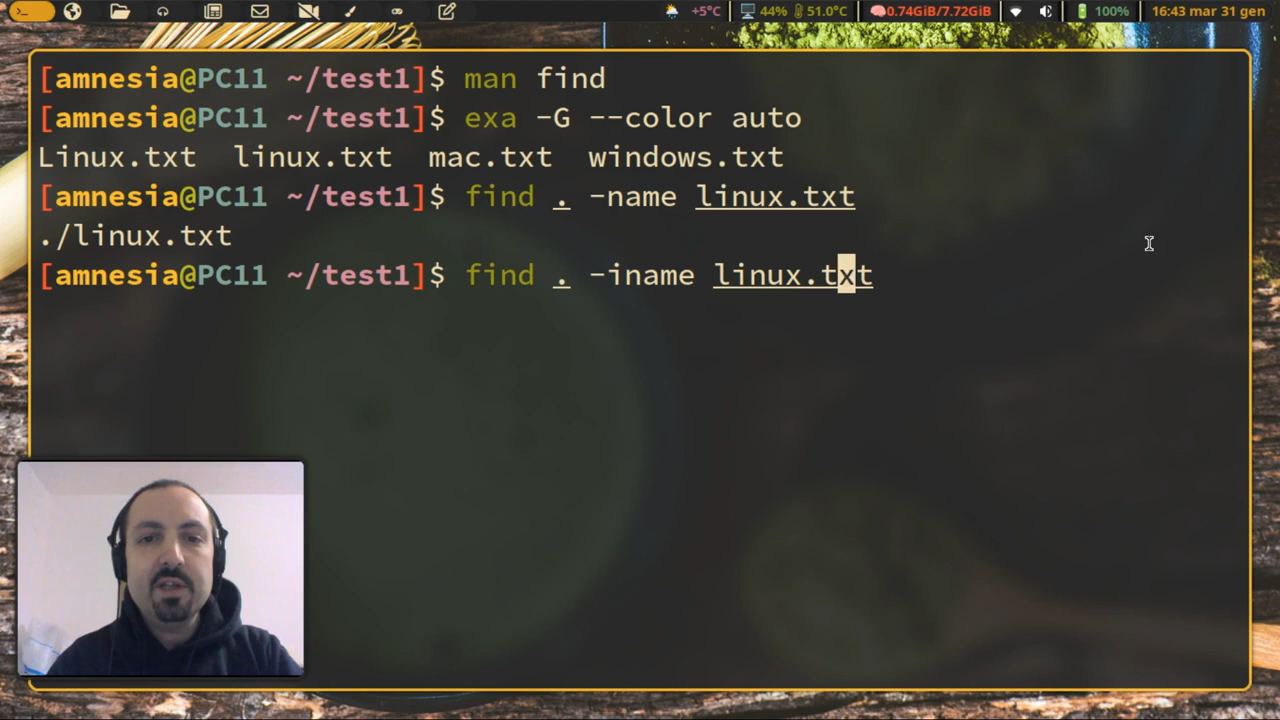 +5°C 44% 51.0°C 0.74GiB/7.72GiB 100% 16:43 mar 31 gen
[amnesia@PC11 ~/test1]$ man find
[amnesia@PC11 ~/test1]$ exa -G --color auto
Linux.txt linux.txt mac.txt windows.txt
[amnesia@PC11 ~/test1]$ find . -name linux.txt
./linux.txt
[amnesia@PC11 ~/test1]$ find . -iname linux.txt